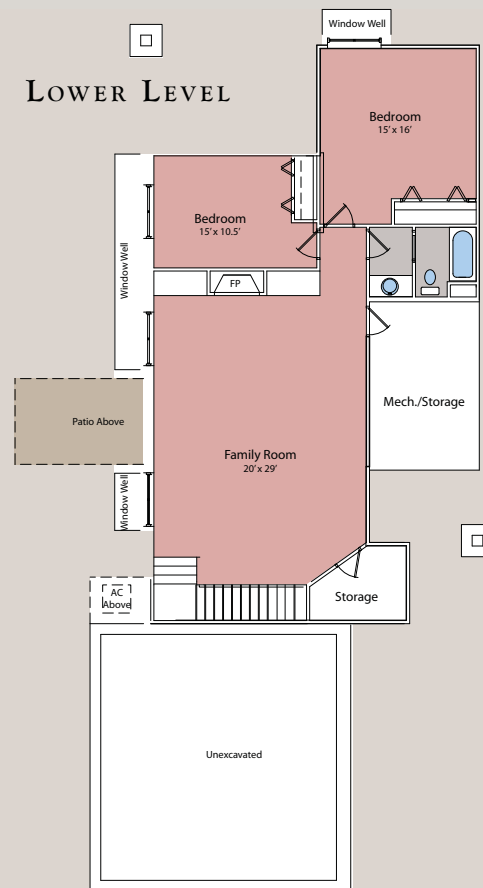 Window Well
LOWER LEVEL
Bedroom
15' x 16'
Bedroom
15' x 10.5'
Window Well
FP
Mech./Storage
Patio Above
Family Room
20' x 29'
Window Well
AC
Above
Storage
Unexcavated